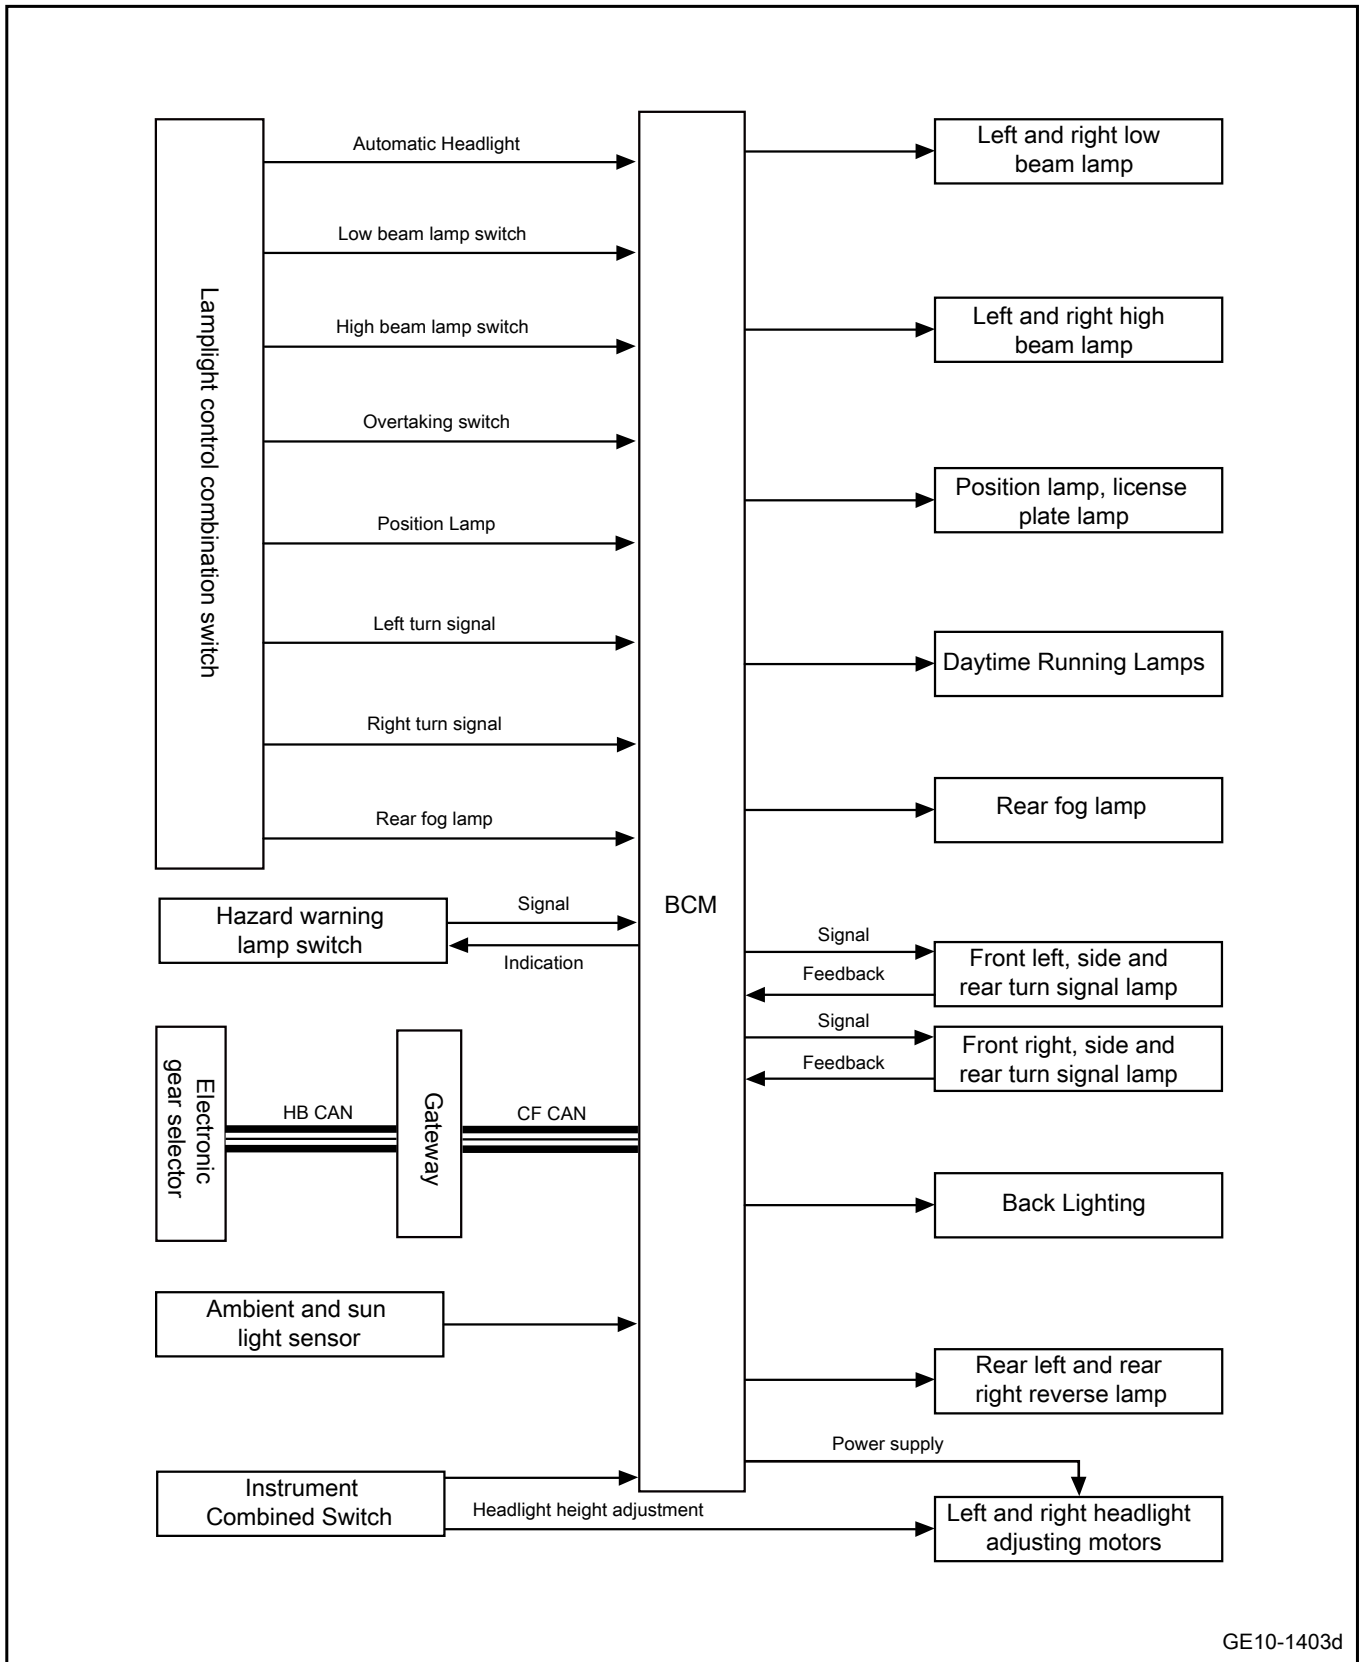 Lamplight control combination switch
Automatic Headlight
Low beam lamp switch
High beam lamp switch
Overtaking switch
Position Lamp
Left turn signal
Right turn signal
Rear fog lamp
Hazard warning
lamp switch
Signal
Indication
Electronic
gear selector
HB CAN
Gateway
CF CAN
Ambient and sun
light sensor
Instrument
Combined Switch
Headlight height adjustment
BCM
Left and right low
beam lamp
Left and right high
beam lamp
Position lamp, license
plate lamp
Daytime Running Lamps
Rear fog lamp
Signal
Feedback
Front left, side and
rear turn signal lamp
Signal
Feedback
Front right, side and
rear turn signal lamp
Back Lighting
Rear left and rear
right reverse lamp
Power supply
Left and right headlight
adjusting motors
GE10-1403d